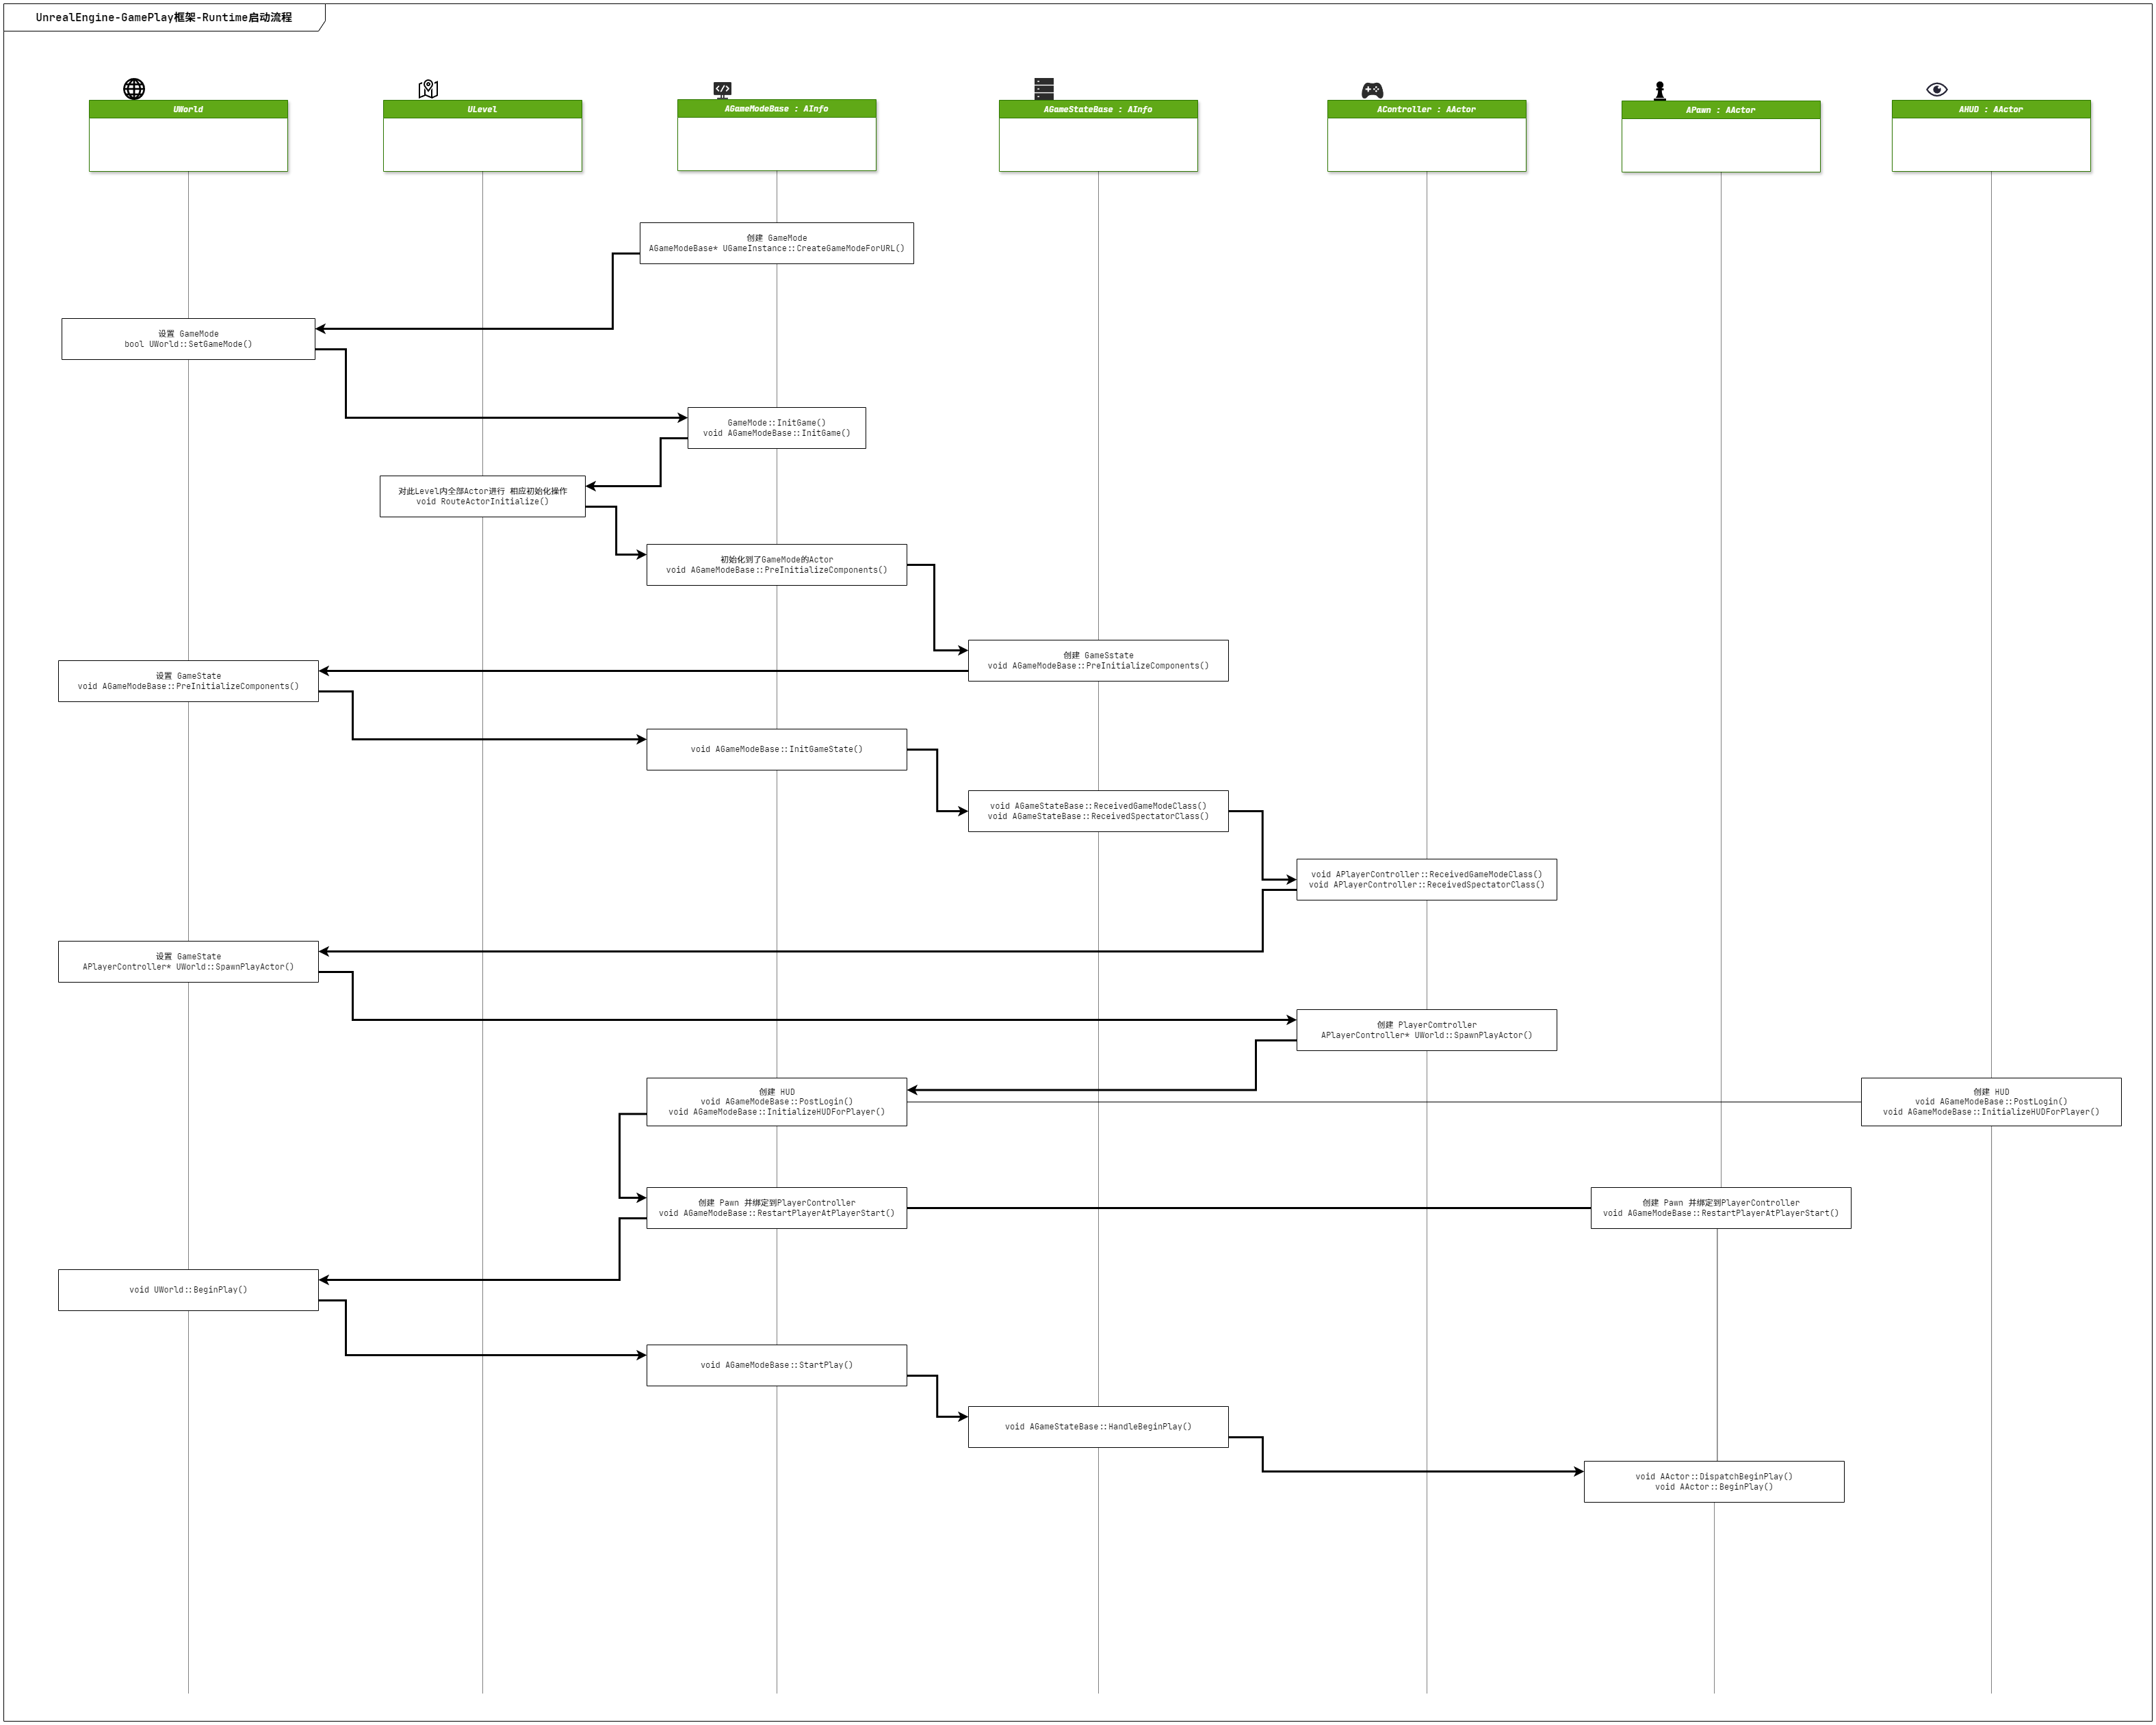 UnrealEngine-GamePlay框架-Runtime启动流程
UWorld
ULevel
AGameModeBase : AInfo
AGameStateBase : AInfo
AController : AActor
APawn : AActor
AHUD : AActor
创建 GameMode
AGameModeBase* UGameInstance::CreateGameModeForURL()
设置 GameMode
bool UWorld::SetGameMode()
GameMode::InitGame()
void AGameModeBase::InitGame()
对此Level内全部Actor进行 相应初始化操作
void RouteActorInitialize()
初始化到了GameMode的Actor
void AGameModeBase::PreInitializeComponents()
创建 GameSstate
void AGameModeBase::PreInitializeComponents()
设置 GameState
void AGameModeBase::PreInitializeComponents()
void AGameModeBase::InitGameState()
void AGameStateBase::ReceivedGameModeClass()
void AGameStateBase::ReceivedSpectatorClass()
void APlayerController::ReceivedGameModeClass()
void APlayerController::ReceivedSpectatorClass()
设置 GameState
APlayerController* UWorld::SpawnPlayActor()
创建 PlayerComtroller
APlayerController* UWorld::SpawnPlayActor()
创建 HUD
void AGameModeBase::PostLogin()
void AGameModeBase::InitializeHUDForPlayer()
创建 HUD
void AGameModeBase::PostLogin()
void AGameModeBase::InitializeHUDForPlayer()
创建 Pawn 并绑定到PlayerController
void AGameModeBase::RestartPlayerAtPlayerStart()
创建 Pawn 并绑定到PlayerController
void AGameModeBase::RestartPlayerAtPlayerStart()
void UWorld::BeginPlay()
void AGameModeBase::StartPlay()
void AGameStateBase::HandleBeginPlay()
void AActor::DispatchBeginPlay()
void AActor::BeginPlay()